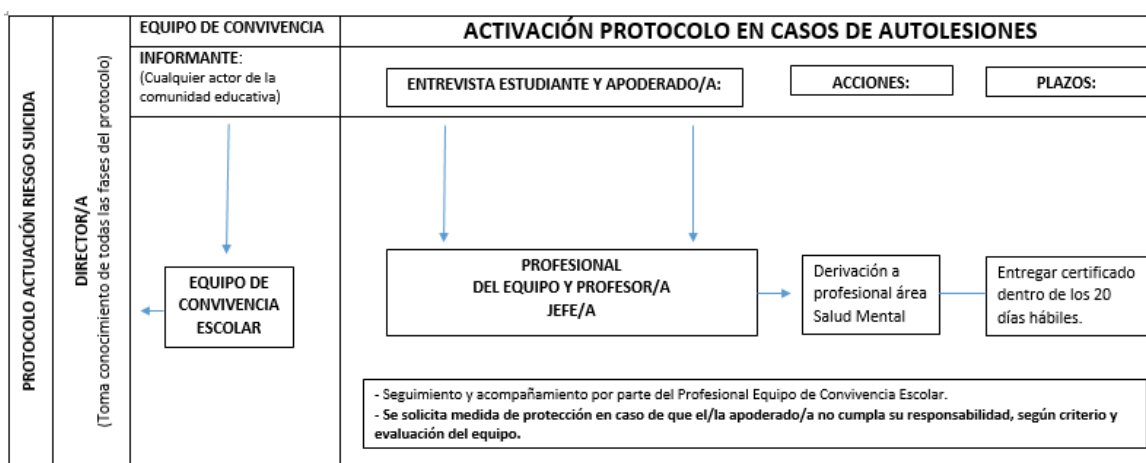 PROTOCOLO ACTUACIÓN RIESGO SUICIDA
DIRECTOR/A
(Toma conocimiento de todas las fases del protocolo)
EQUIPO DE CONVIVENCIA
INFORMANTE:
(Cualquier actor de la
comunidad educativa)
EQUIPO DE
CONVIVENCIA
ESCOLAR
ACTIVACIÓN PROTOCOLO EN CASOS DE AUTOLESIONES
ENTREVISTA ESTUDIANTE Y APODERADO/A:
ACCIONES:
PLAZOS:
PROFESIONAL
DEL EQUIPO Y PROFESOR/A
JEFE/A
Derivación a
profesional área
Salud Mental
Entregar certificado
dentro de los 20
días hábiles.
- Seguimiento y acompañamiento por parte del Profesional Equipo de Convivencia Escolar.
- Se solicita medida de protección en caso de que el/la apoderado/a no cumpla su responsabilidad, según criterio y
evaluación del equipo.